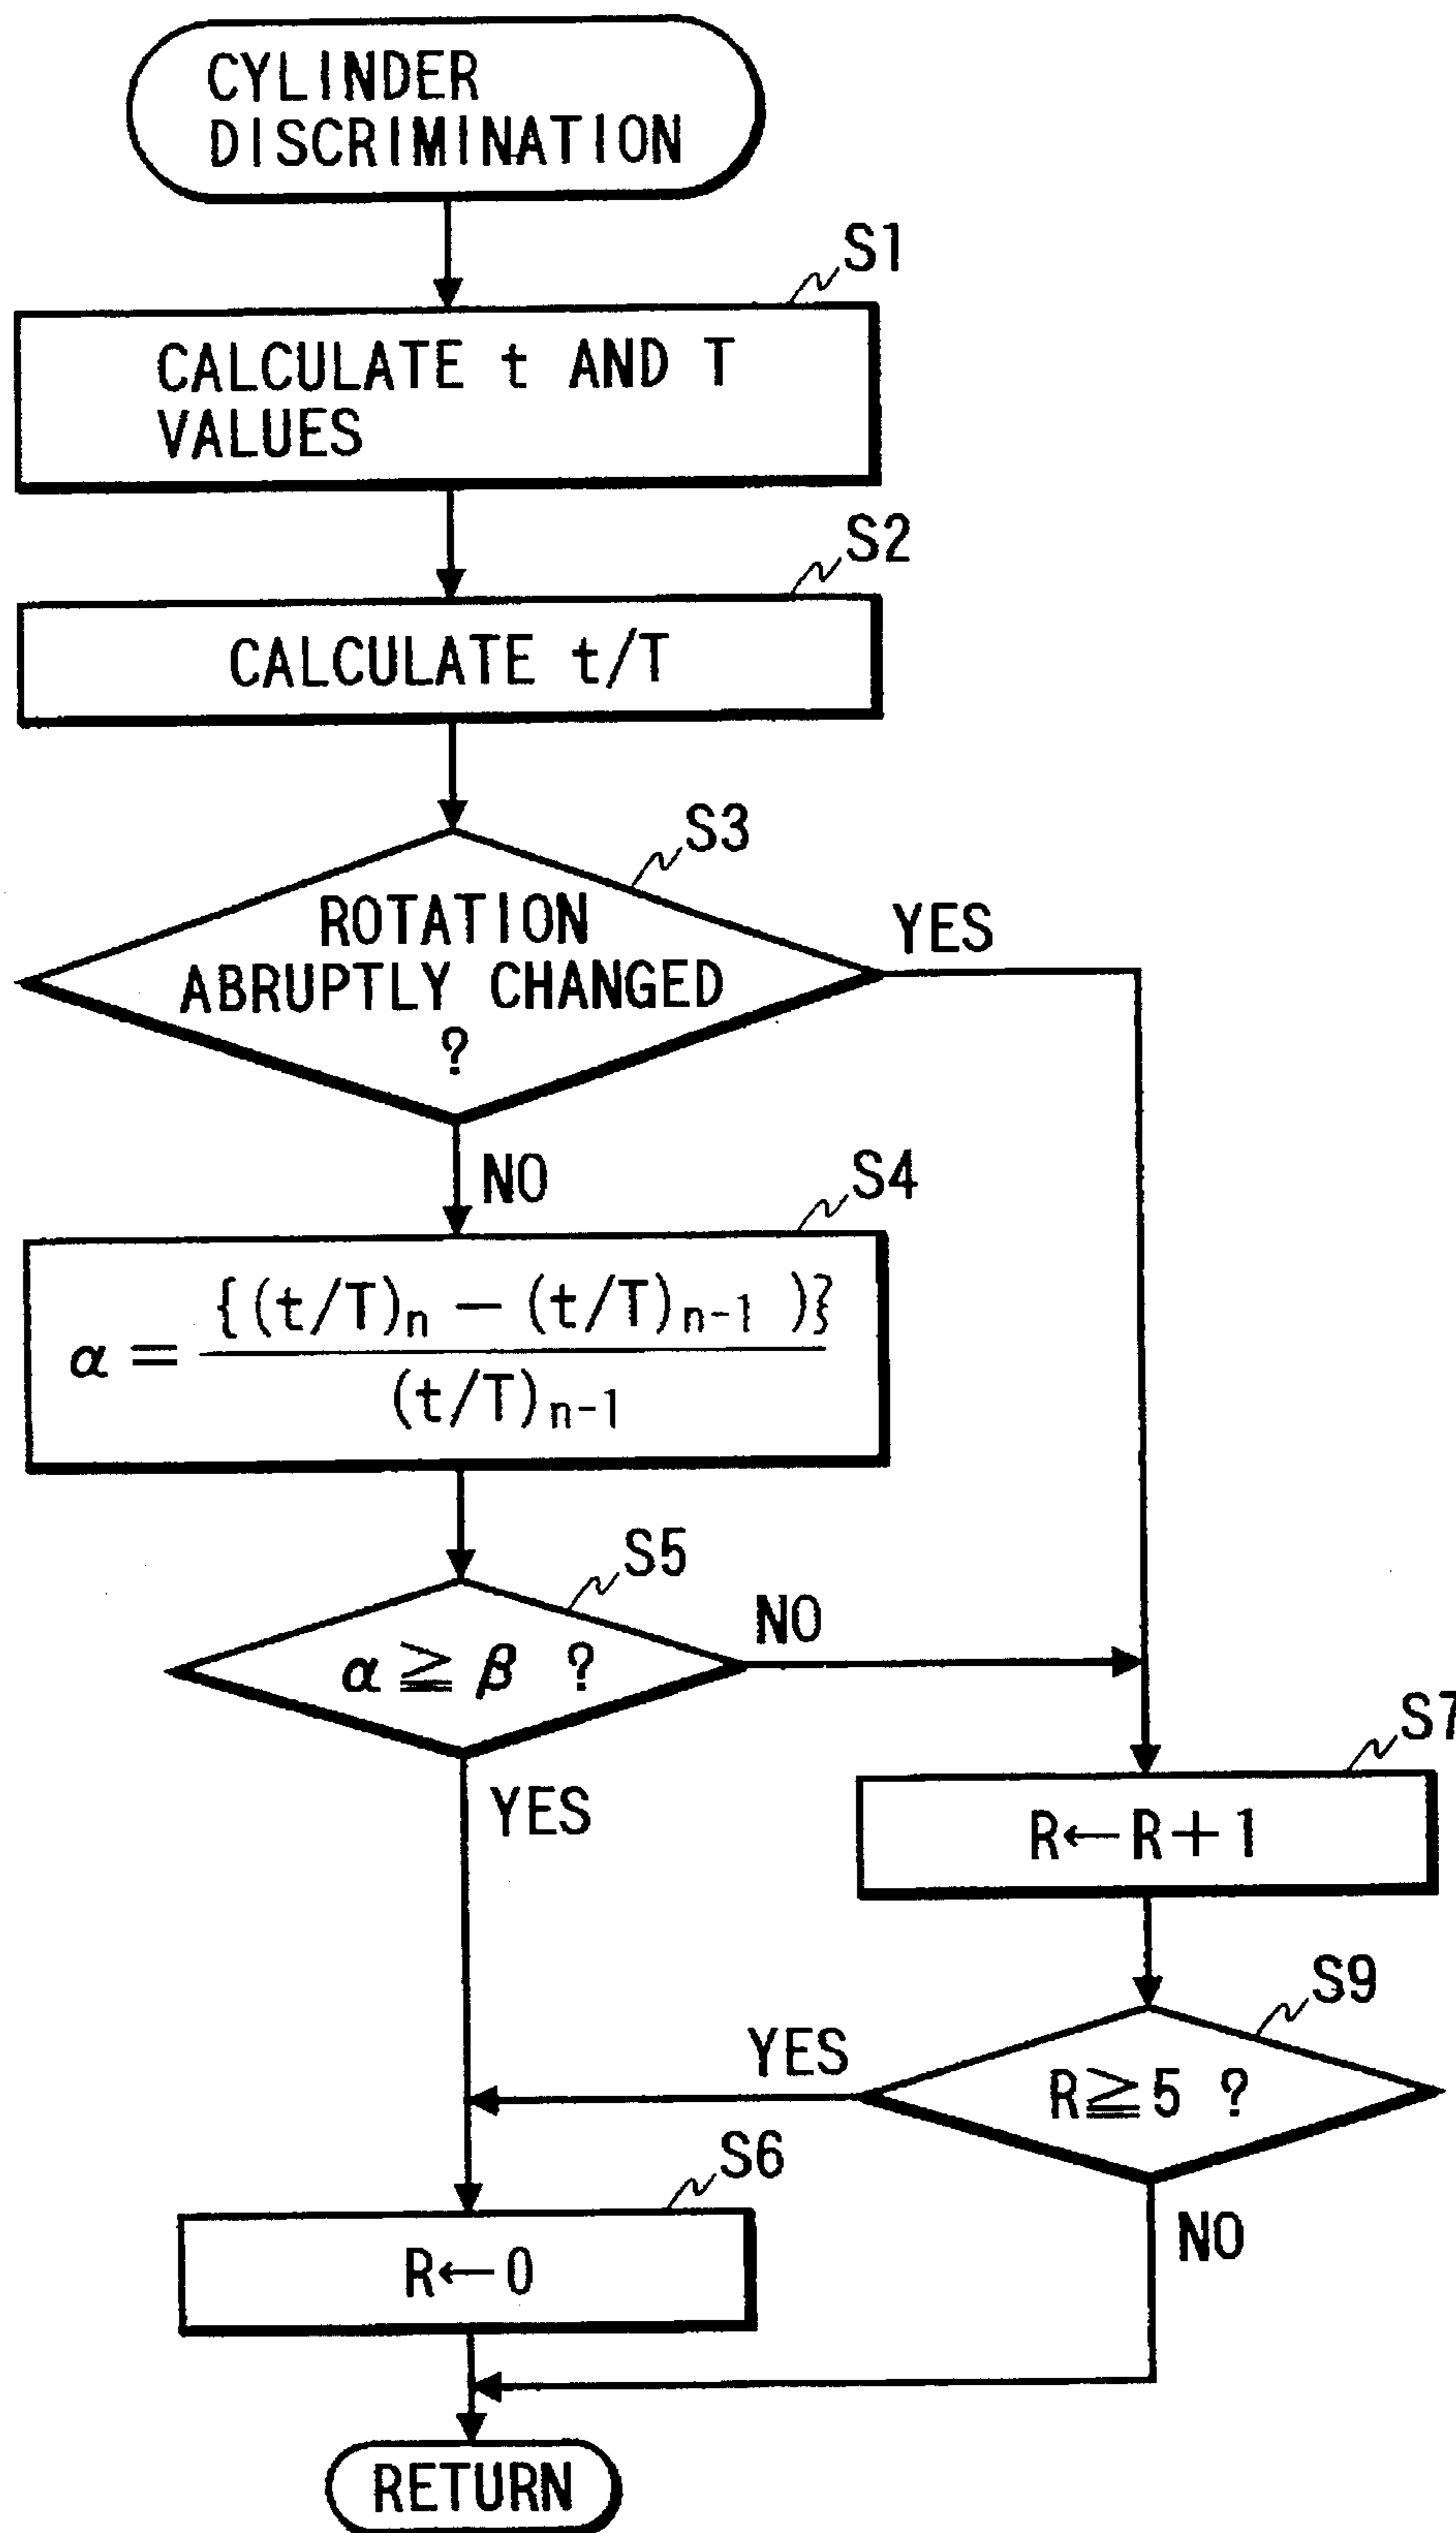 CYLINDER
DISCRIMINATION
S1
CALCULATE t AND T
VALUES
S2
CALCULATE t/T
S3
ROTATION
ABRUPTLY CHANGED
?
YES
NO
S4
α = {(t/T)n − (t/T)n-1 )} / (t/T)n-1
S5
α ≧ β ?
NO
YES
S7
R←R+1
S9
R≧5 ?
YES
NO
S6
R←0
RETURN